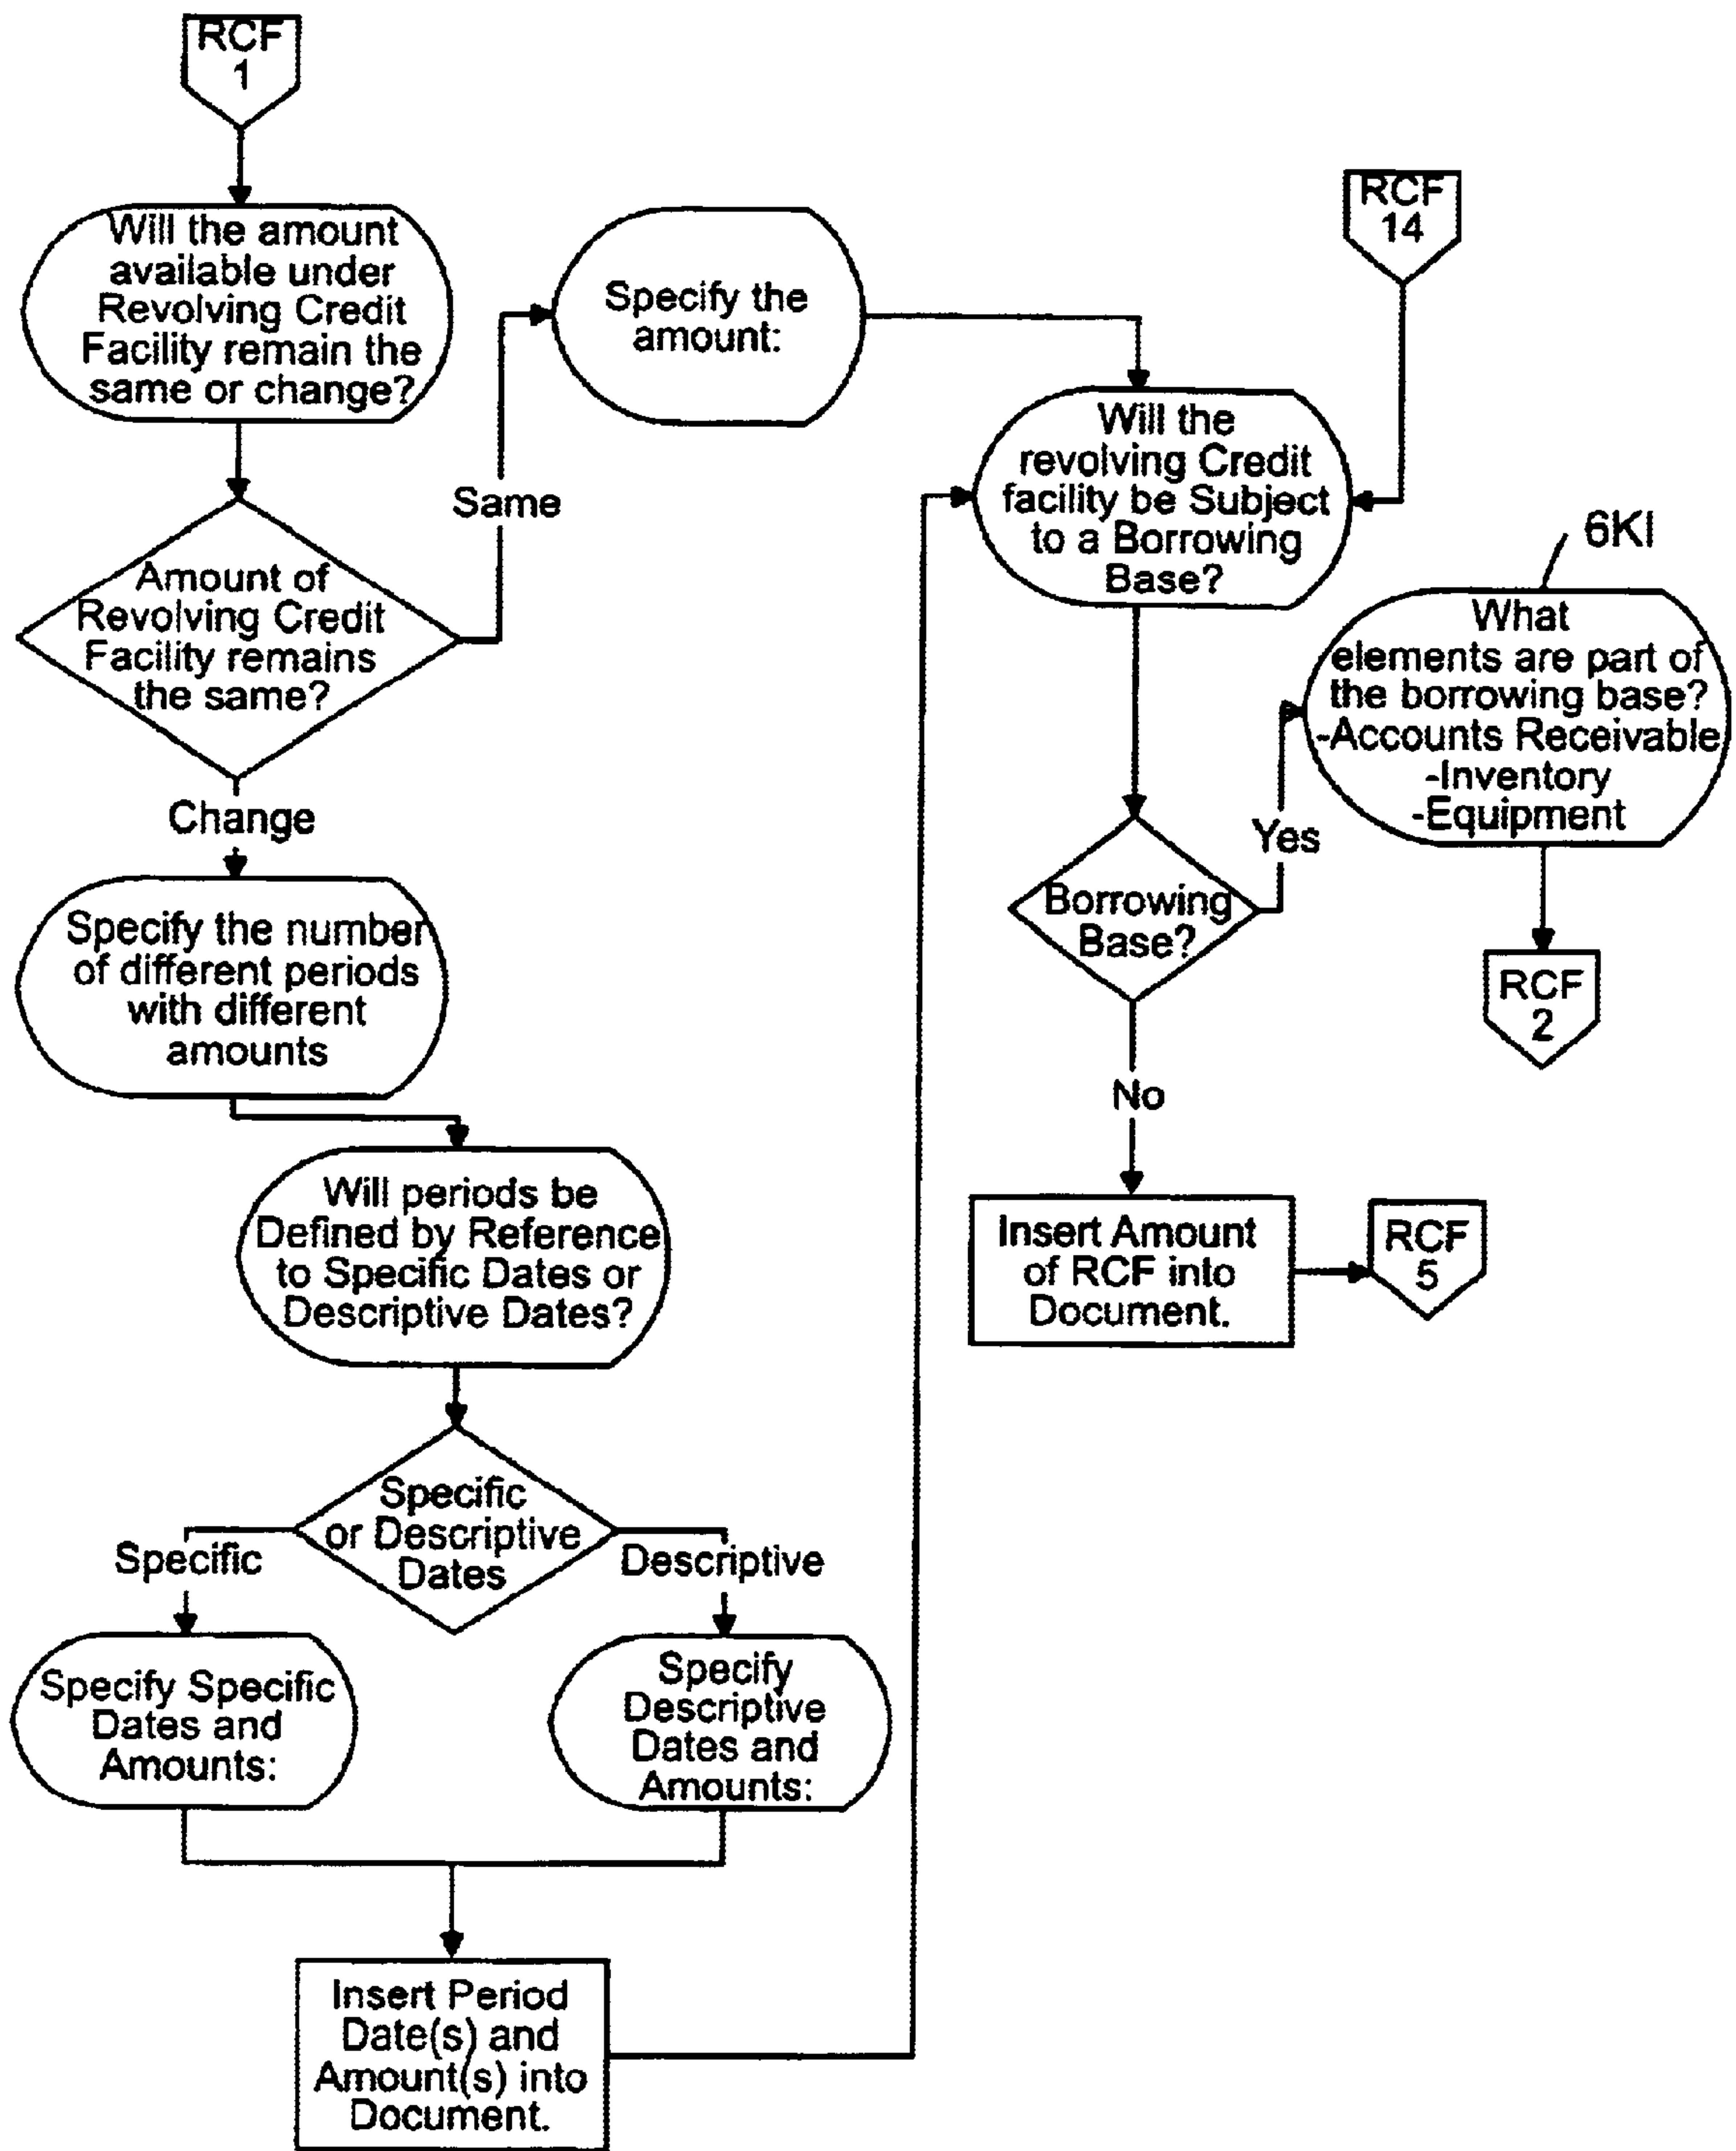 RCF
1
Will the amount
available under
Revolving Credit
Facility remain the
same or change?
Amount of
Revolving Credit
Facility remains
the same?
Same
Specify the
amount:
Change
Specify the number
of different periods
with different
amounts
Will periods be
Defined by Reference
to Specific Dates or
Descriptive Dates?
Specific
or Descriptive
Dates
Specific
Descriptive
Specify Specific
Dates and
Amounts:
Specify
Descriptive
Dates and
Amounts:
Insert Period
Date(s) and
Amount(s) into
Document.
RCF
14
Will the
revolving Credit
facility be Subject
to a Borrowing
Base?
6KI
What
elements are part of
the borrowing base?
-Accounts Receivable
-Inventory
-Equipment
Yes
Borrowing
Base?
RCF
2
No
Insert Amount
of RCF into
Document.
RCF
5